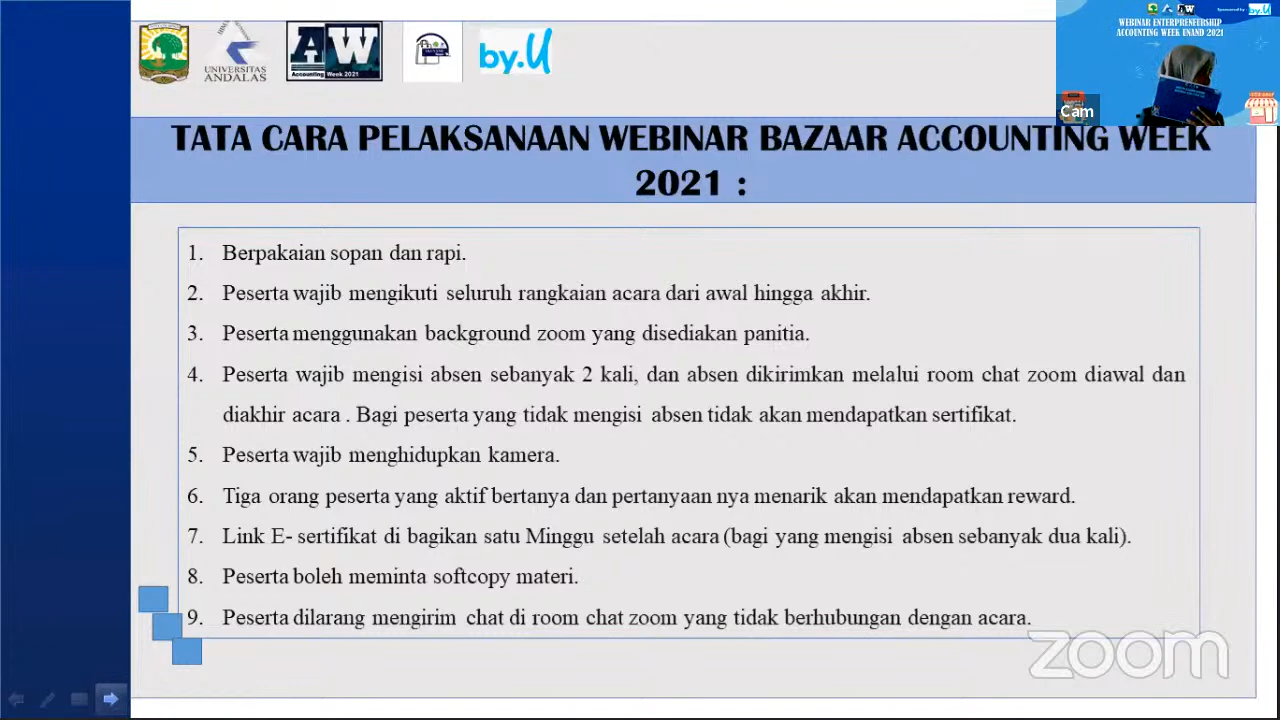 UNIVERSITAS
ANDALAS
AW
Accounting Week 2021
by.U
Sponsored by by.U
WEBINAR ENTERPRENEURSHIP
ACCOUNTING WEEK UNAND 2021
Cam
TATA CARA PELAKSANAAN WEBINAR BAZAAR ACCOUNTING WEEK
2021 :
1. Berpakaian sopan dan rapi.
2. Peserta wajib mengikuti seluruh rangkaian acara dari awal hingga akhir.
3. Peserta menggunakan background zoom yang disediakan panitia.
4. Peserta wajib mengisi absen sebanyak 2 kali, dan absen dikirimkan melalui room chat zoom diawal dan
diakhir acara . Bagi peserta yang tidak mengisi absen tidak akan mendapatkan sertifikat.
5. Peserta wajib menghidupkan kamera.
6. Tiga orang peserta yang aktif bertanya dan pertanyaan nya menarik akan mendapatkan reward.
7. Link E- sertifikat di bagikan satu Minggu setelah acara (bagi yang mengisi absen sebanyak dua kali).
8. Peserta boleh meminta softcopy materi.
9. Peserta dilarang mengirim chat di room chat zoom yang tidak berhubungan dengan acara.
zoom